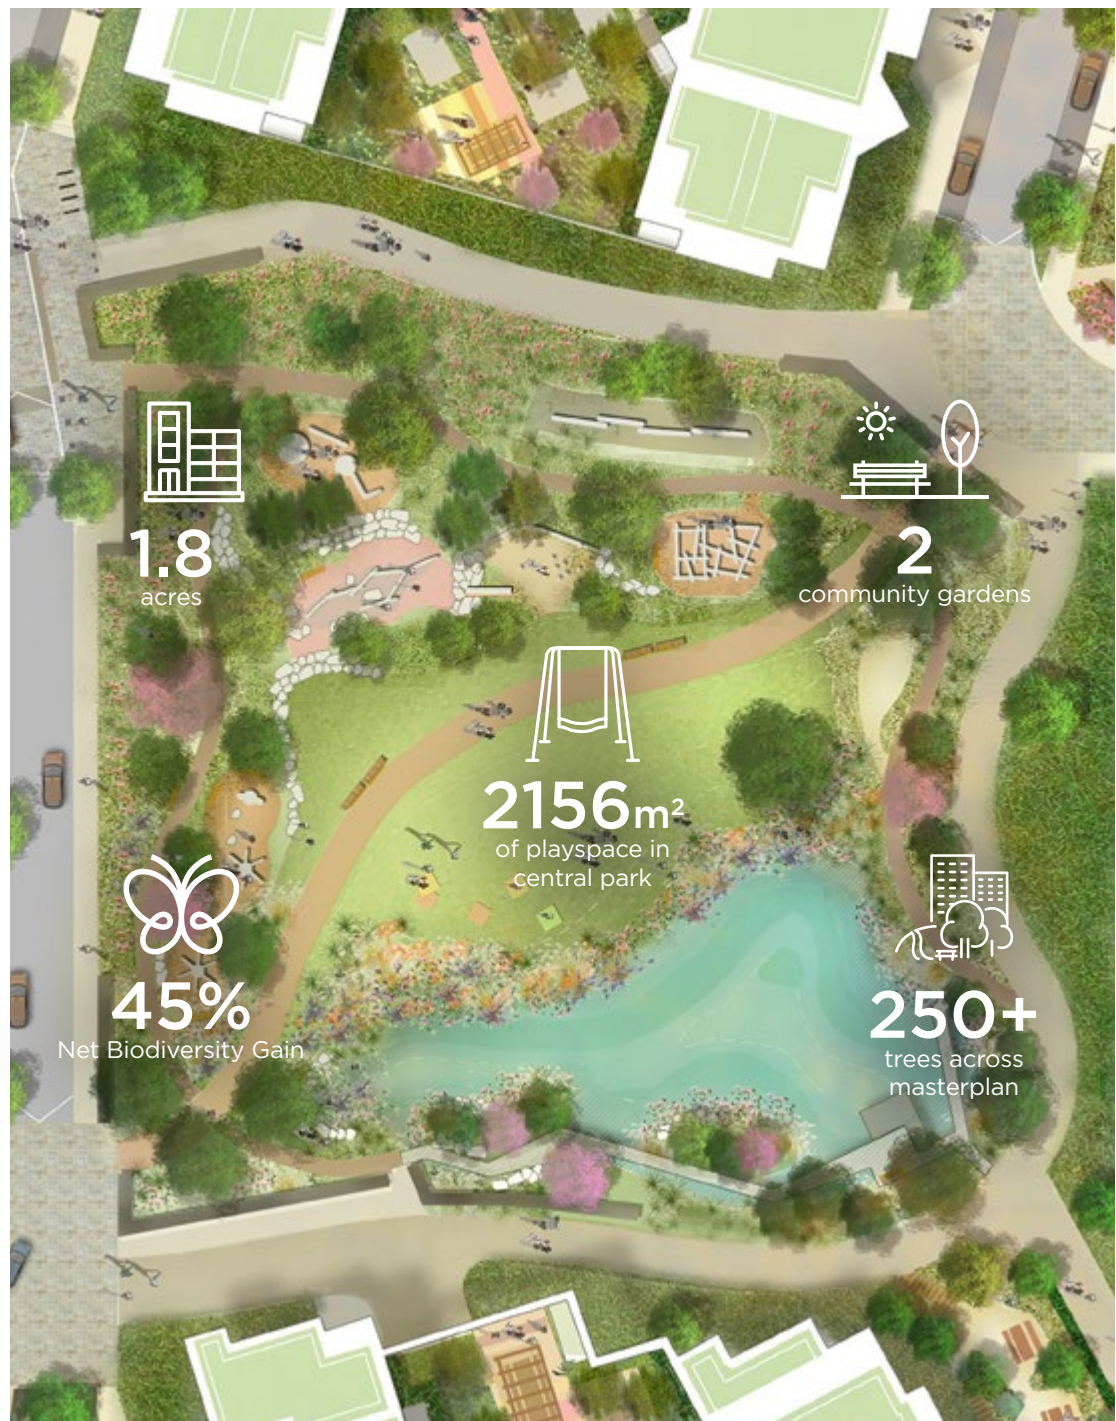 1.8
acres
2
community gardens
2156m²
of playspace in
central park
45%
Net Biodiversity Gain
250+
trees across
masterplan